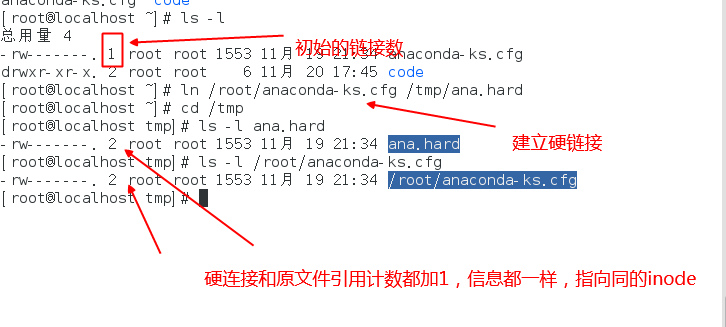 anaconda-ks.cfg code
[root@localhost ~]# ls -l
总用量 4
-rw-------. 1 root root 1553 11月 19 21:34 anaconda-ks.cfg
初始的链接数
drwxr-xr-x. 2 root root 6 11月 20 17:45 code
[root@localhost ~]# ln /root/anaconda-ks.cfg /tmp/ana.hard
[root@localhost ~]# cd /tmp
[root@localhost tmp]# ls -l ana.hard
建立硬链接
-rw-------. 2 root root 1553 11月 19 21:34 ana.hard
[root@localhost tmp]# ls -l /root/anaconda-ks.cfg
-rw-------. 2 root root 1553 11月 19 21:34 /root/anaconda-ks.cfg
[root@localhost tmp]#
硬连接和原文件引用计数都加1，信息都一样，指向同的inode